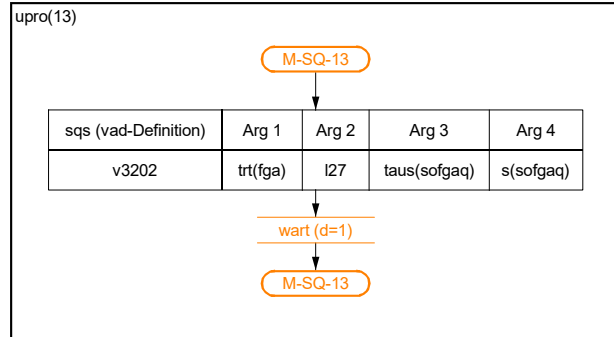 upro(13)
M-SQ-13
sqs (vad-Definition) Arg 1 Arg 2 Arg 3 Arg 4
v3202 trt(fga) l27 taus(sofgaq) s(sofgaq)
wart (d=1)
M-SQ-13